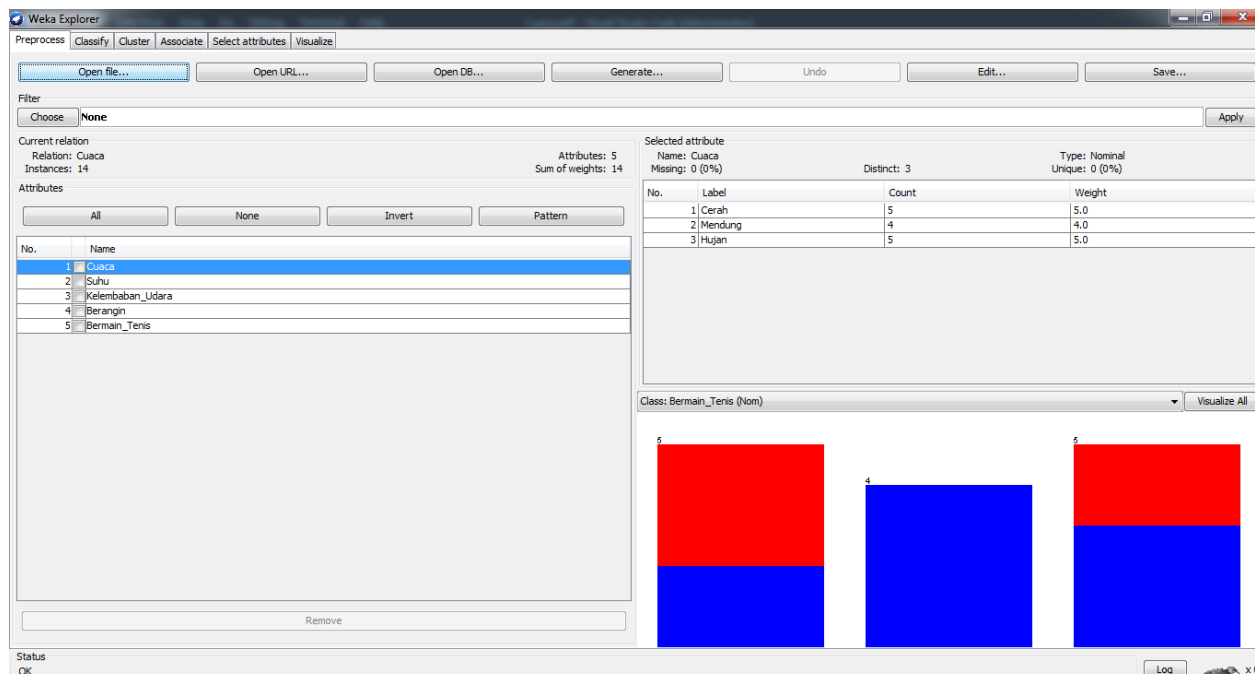 Weka Explorer
Preprocess Classify Cluster Associate Select attributes Visualize
Open file... Open URL... Open DB... Generate... Undo Edit... Save...
Filter
Choose None Apply
Current relation
Relation: Cuaca Attributes: 5
Instances: 14 Sum of weights: 14
Attributes
All None Invert Pattern
No. Name
1 Cuaca
2 Suhu
3 Kelembaban_Udara
4 Berangin
5 Bermain_Tenis
Remove
Selected attribute
Name: Cuaca Type: Nominal
Missing: 0 (0%) Distinct: 3 Unique: 0 (0%)
No. Label Count Weight
1 Cerah 5 5.0
2 Mendung 4 4.0
3 Hujan 5 5.0
Class: Bermain_Tenis (Nom) Visualize All
5 4 5
Status
OK Log x